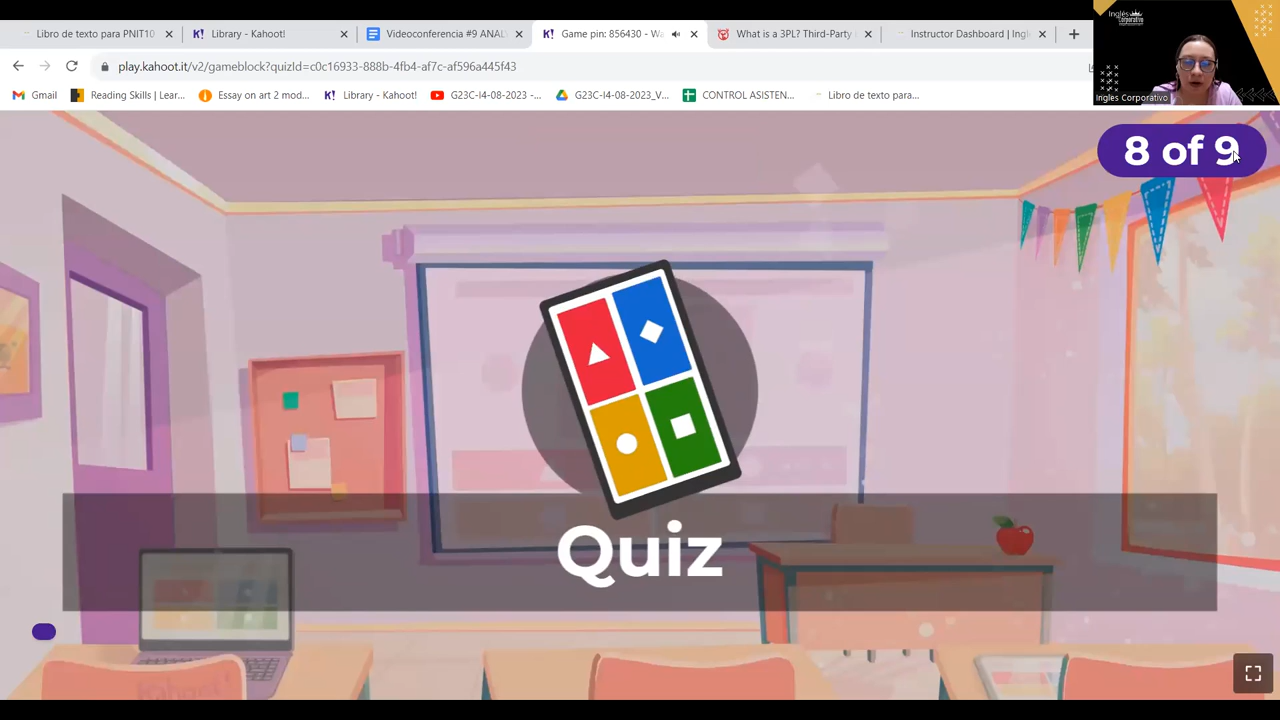 Libro de texto para PNIT10
Library - Kahoot!
Videoconferencia #9 ANAL
Game pin: 856430 - Wa
What is a 3PL? Third-Party
Instructor Dashboard | Ingl
play.kahoot.it/v2/gameblock?quizId=c0c16933-888b-4fb4-af7c-af596a445f43
Gmail
Reading Skills | Lear...
Essay on art 2 mod...
Library - Kahoot!
G23C-I4-08-2023 -...
G23C-I4-08-2023_V...
CONTROL ASISTEN...
Libro de texto para...
Inglés
Corporativo
Ingles Corporativo
8 of 9
Quiz